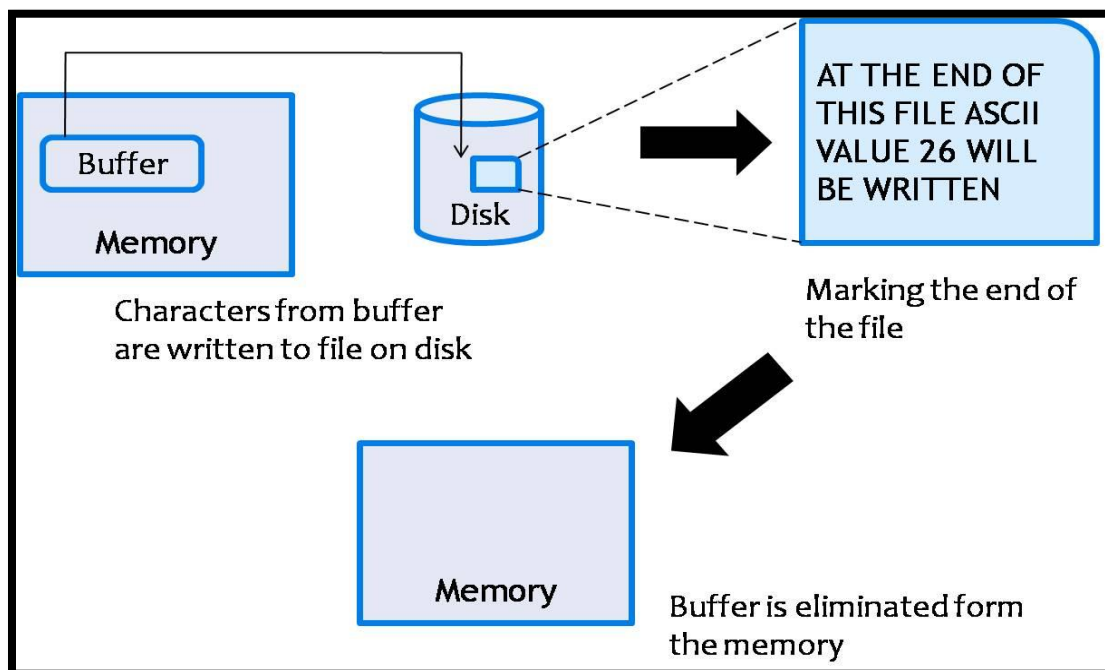 Buffer
Memory
Disk
AT THE END OF
THIS FILE ASCII
VALUE 26 WILL
BE WRITTEN
Characters from buffer
are written to file on disk
Marking the end of
the file
Memory
Buffer is eliminated form
the memory